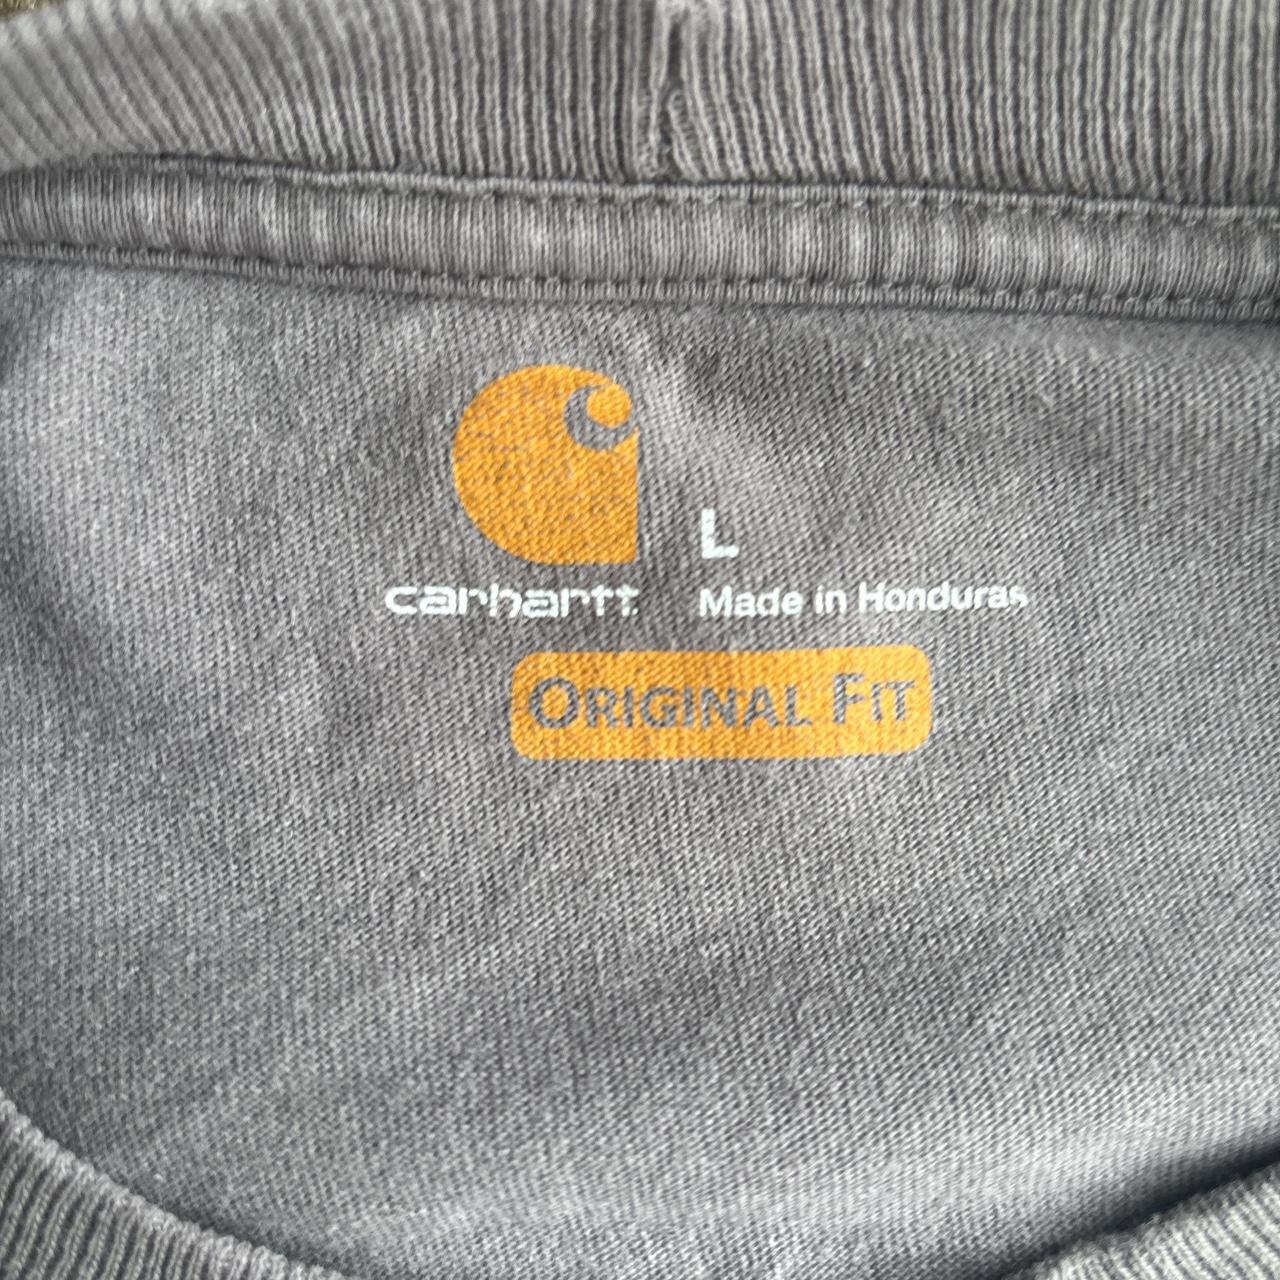 L
carhartt Made in Honduras
ORIGINAL FIT